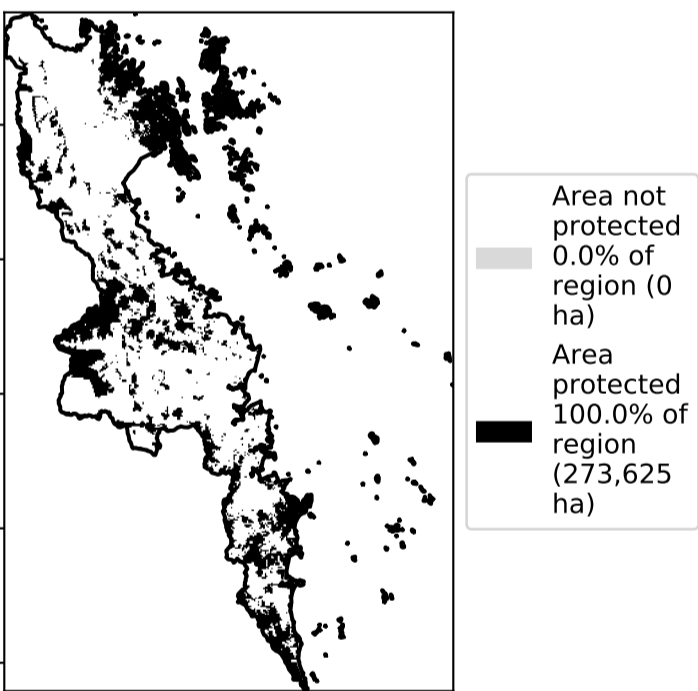 Area not
protected
0.0% of
region (0
ha)
Area
protected
100.0% of
region
(273,625
ha)